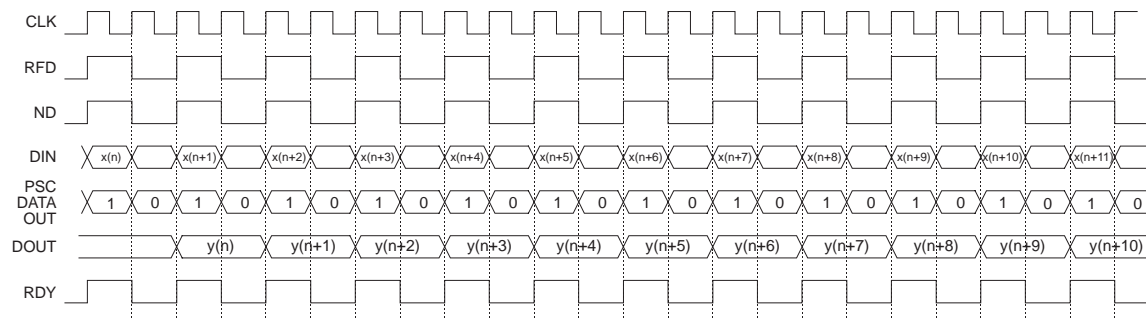 CLK
RFD
ND
DIN x(n) x(n+1) x(n+2) x(n+3) x(n+4) x(n+5) x(n+6) x(n+7) x(n+8) x(n+9) x(n+10) x(n+11)
PSC
DATA 1 0 1 0 1 0 1 0 1 0 1 0 1 0 1 0 1 0 1 0 1 0 1 0
OUT
DOUT y(n) y(n+1) y(n+2) y(n+3) y(n+4) y(n+5) y(n+6) y(n+7) y(n+8) y(n+9) y(n+10)
RDY